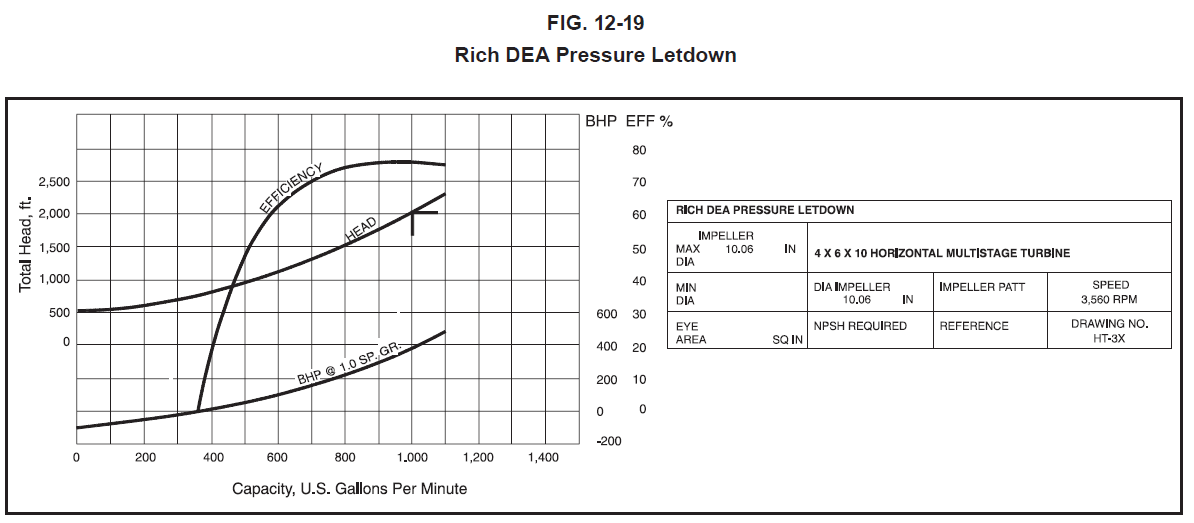 FIG. 12-19
Rich DEA Pressure Letdown
BHP EFF %
Total Head, ft.
2,500
2,000
1,500
1,000
500
0
EFFICIENCY
HEAD
BHP @ 1.0 SP. GR.
600
400
200
0
-200
80
70
60
50
40
30
20
10
0
0 200 400 600 800 1.000 1,200 1,400
Capacity, U.S. Gallons Per Minute
RICH DEA PRESSURE LETDOWN
IMPELLER
MAX 10.06 IN
DIA
4 X 6 X 10 HORIZONTAL MULTISTAGE TURBINE
MIN
DIA
DIA IMPELLER
10.06 IN
IMPELLER PATT
SPEED
3,560 RPM
EYE
AREA SQ IN
NPSH REQUIRED
REFERENCE
DRAWING NO.
HT-3X